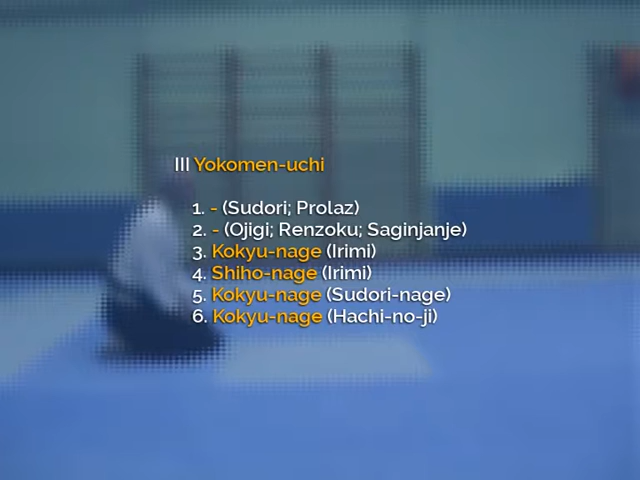 III Yokomen-uchi
1. - (Sudori; Prolaz)
2. - (Ojigi; Renzoku; Saginjanje)
3. Kokyu-nage (Irimi)
4. Shiho-nage (Irimi)
5. Kokyu-nage (Sudori-nage)
6. Kokyu-nage (Hachi-no-ji)